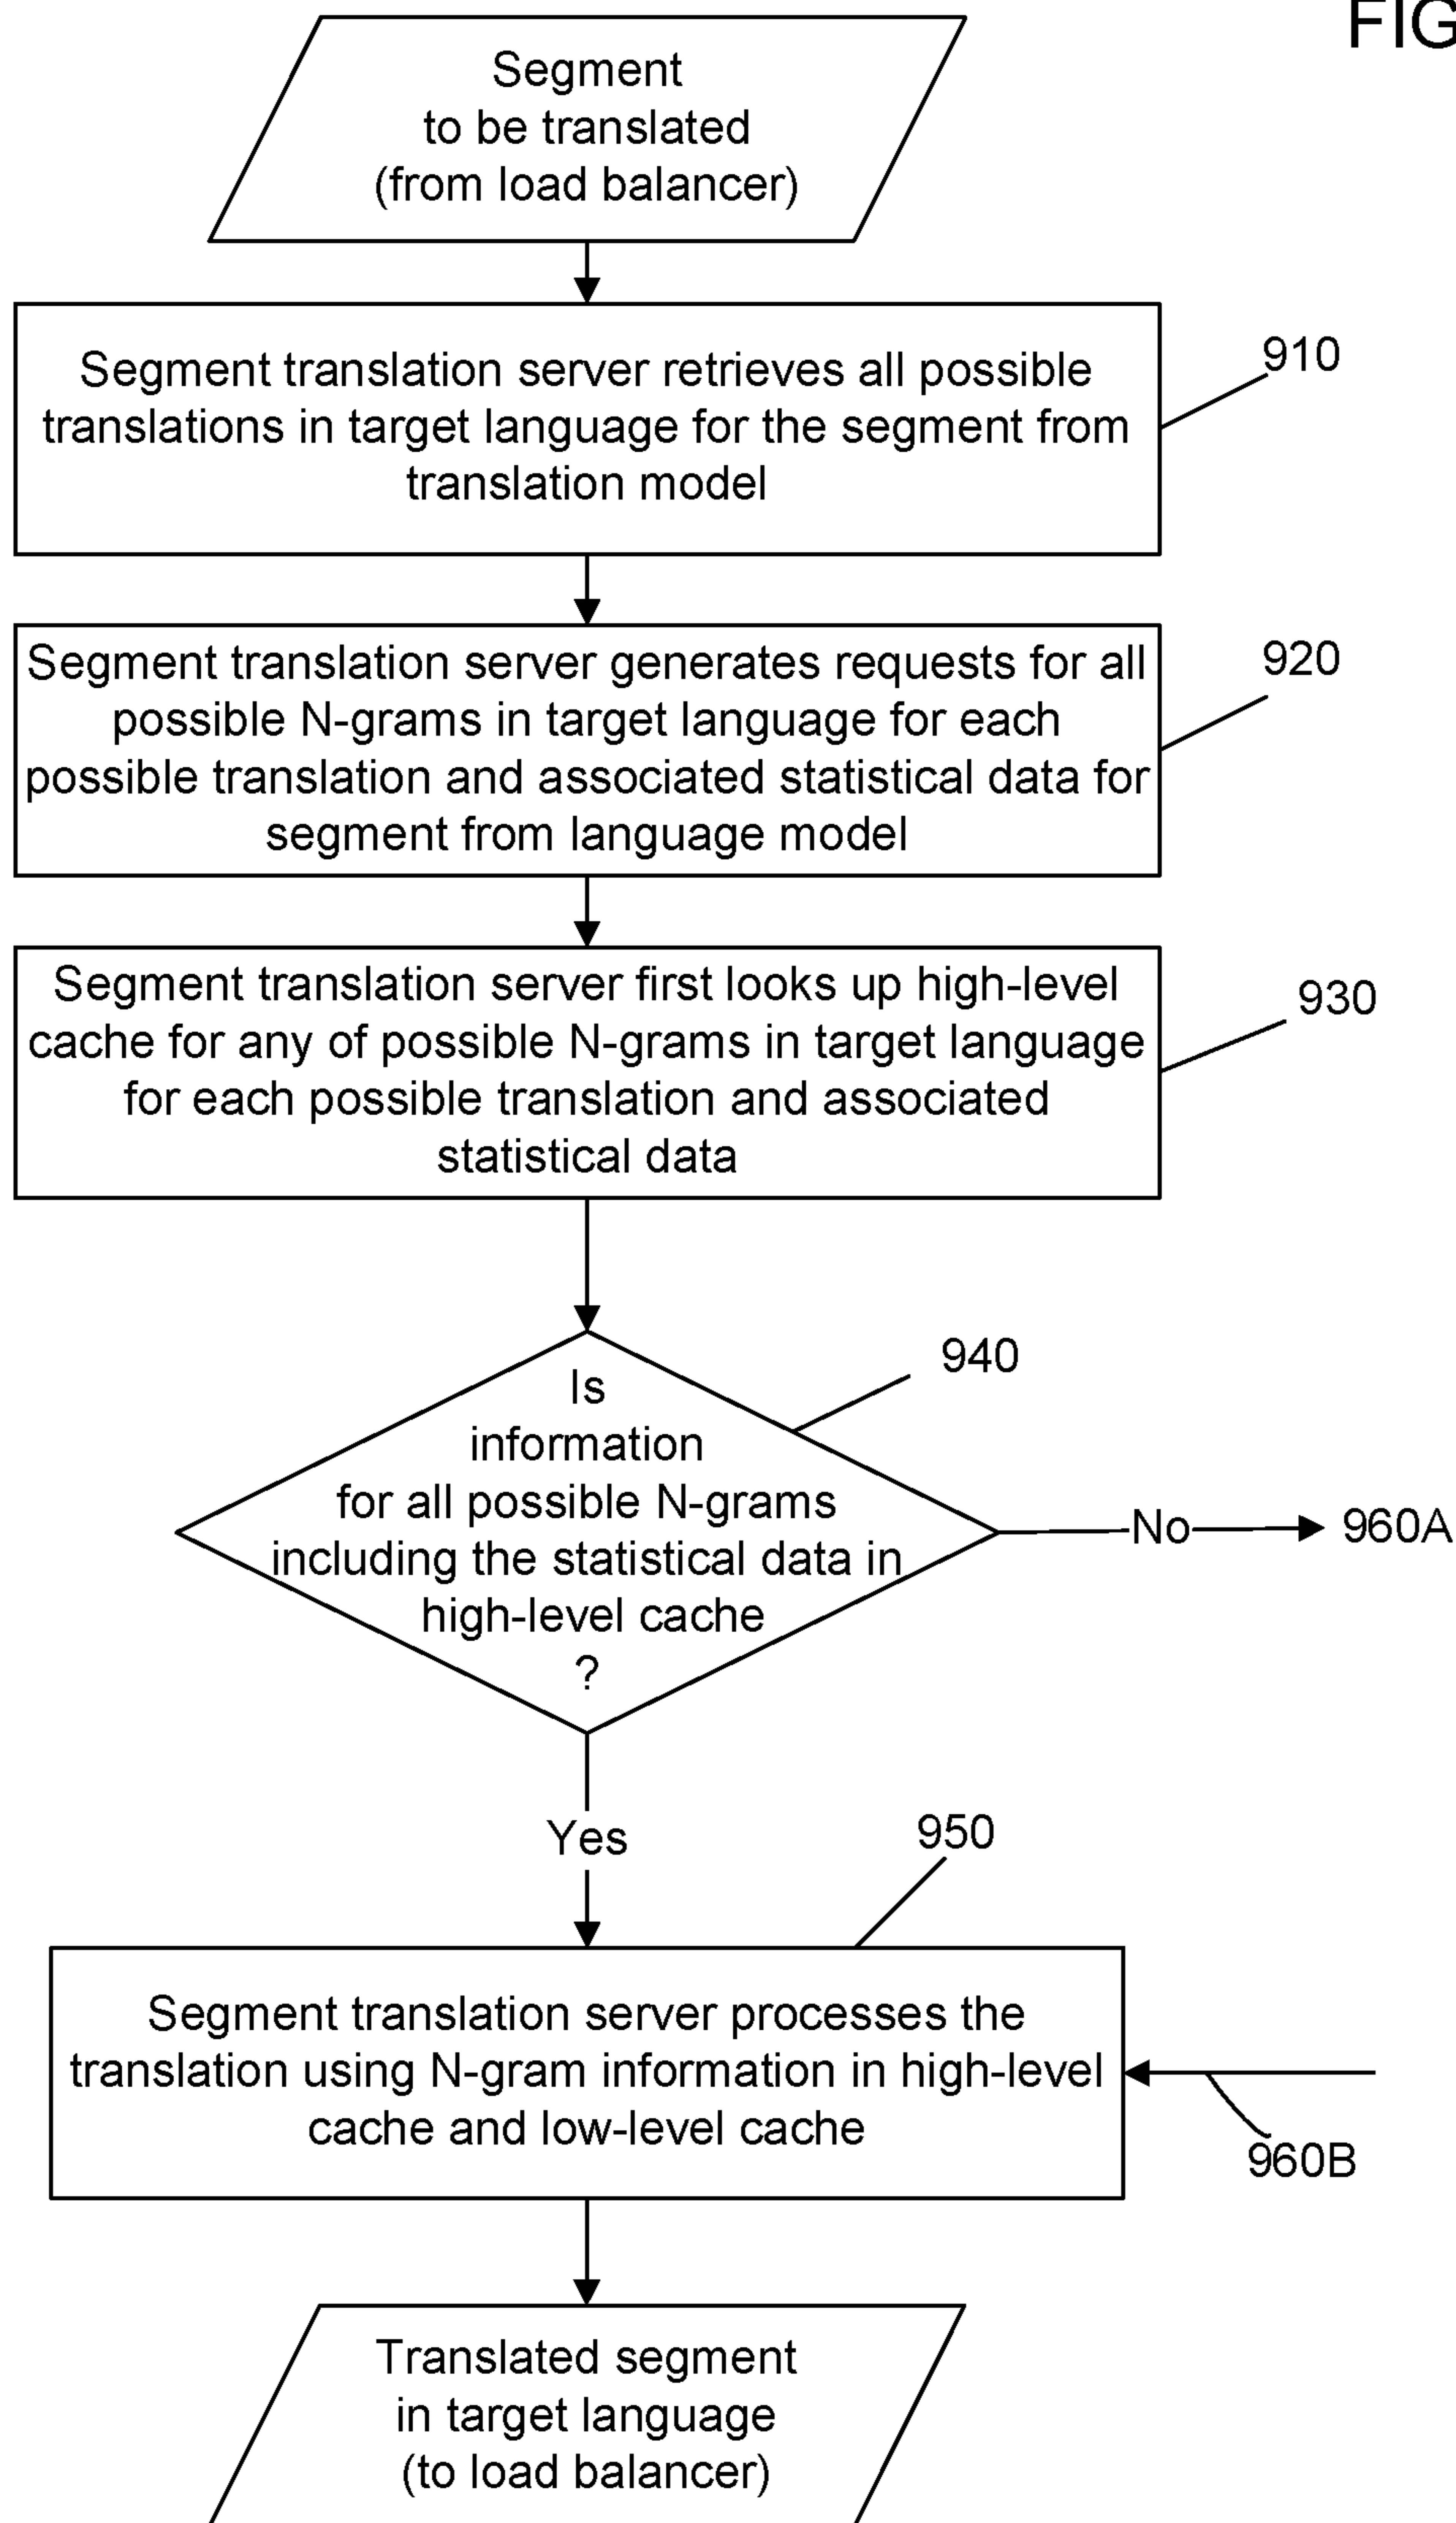 FIG
Segment
to be translated
(from load balancer)
Segment translation server retrieves all possible
translations in target language for the segment from
translation model
910
Segment translation server generates requests for all
possible N-grams in target language for each
possible translation and associated statistical data for
segment from language model
920
Segment translation server first looks up high-level
cache for any of possible N-grams in target language
for each possible translation and associated
statistical data
930
Is
information
for all possible N-grams
including the statistical data in
high-level cache
?
940
No
960A
Yes
950
Segment translation server processes the
translation using N-gram information in high-level
cache and low-level cache
960B
Translated segment
in target language
(to load balancer)